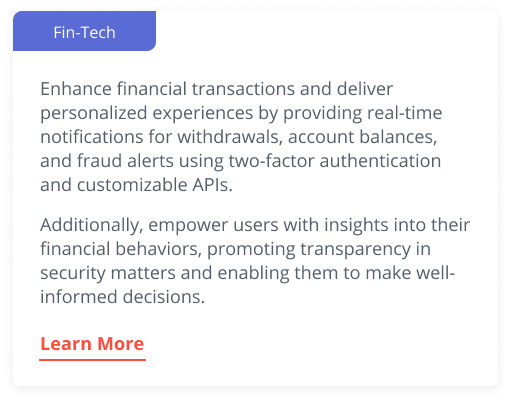 Fin-Tech
Enhance financial transactions and deliver
personalized experiences by providing real-time
notifications for withdrawals, account balances,
and fraud alerts using two-factor authentication
and customizable APIs.
Additionally, empower users with insights into their
financial behaviors, promoting transparency in
security matters and enabling them to make well-
informed decisions.
Learn More